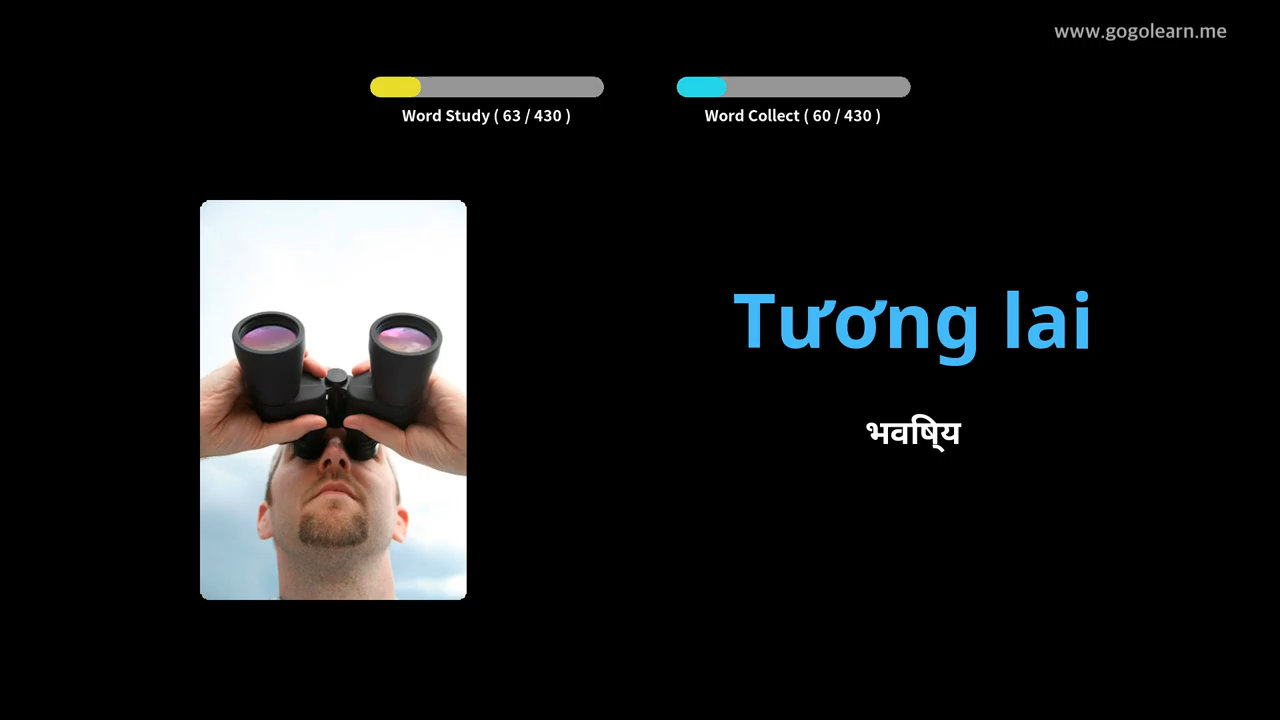 www.gogolearn.me
Word Study ( 63 / 430 )
Word Collect ( 60 / 430 )
Tương lai
भविष्य